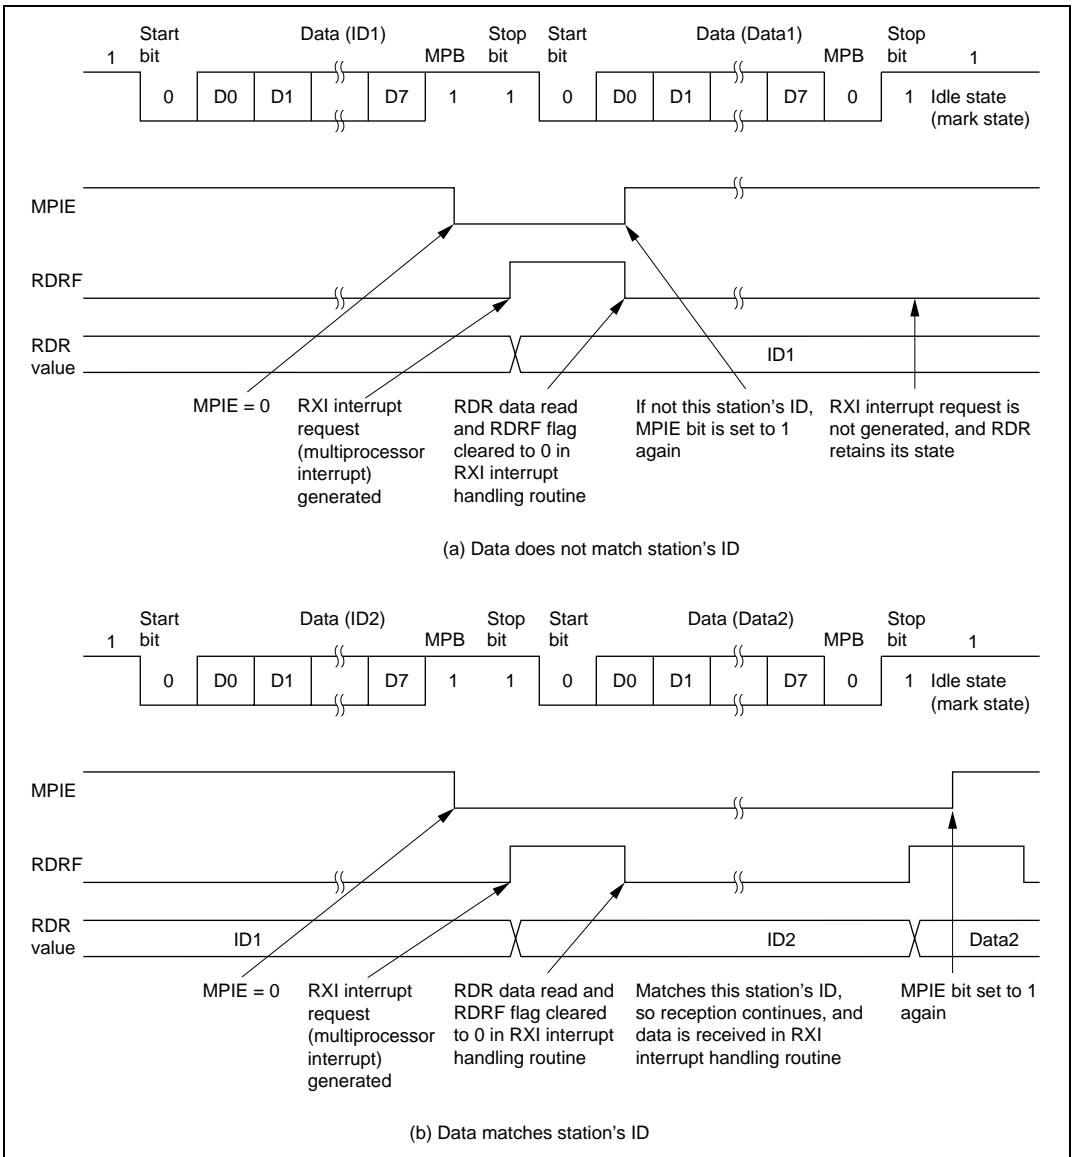 Start bit Data (ID1) MPB Stop bit Start bit Data (Data1) MPB Stop bit
1 1
0 D0 D1 D7 1 1 0 D0 D1 D7 0 1 Idle state (mark state)
MPIE
RDRF
RDR value
ID1
MPIE = 0
RXI interrupt
request
(multiprocessor
interrupt)
generated
RDR data read
and RDRF flag
cleared to 0 in
RXI interrupt
handling routine
If not this station's ID,
MPIE bit is set to 1
again
RXI interrupt request is
not generated, and RDR
retains its state
(a) Data does not match station's ID
Start bit Data (ID2) MPB Stop bit Start bit Data (Data2) MPB Stop bit
1 1
0 D0 D1 D7 1 1 0 D0 D1 D7 0 1 Idle state (mark state)
MPIE
RDRF
RDR value
ID1 ID2 Data2
MPIE = 0
RXI interrupt
request
(multiprocessor
interrupt)
generated
RDR data read and
RDRF flag cleared
to 0 in RXI interrupt
handling routine
Matches this station's ID,
so reception continues, and
data is received in RXI
interrupt handling routine
MPIE bit set to 1
again
(b) Data matches station's ID